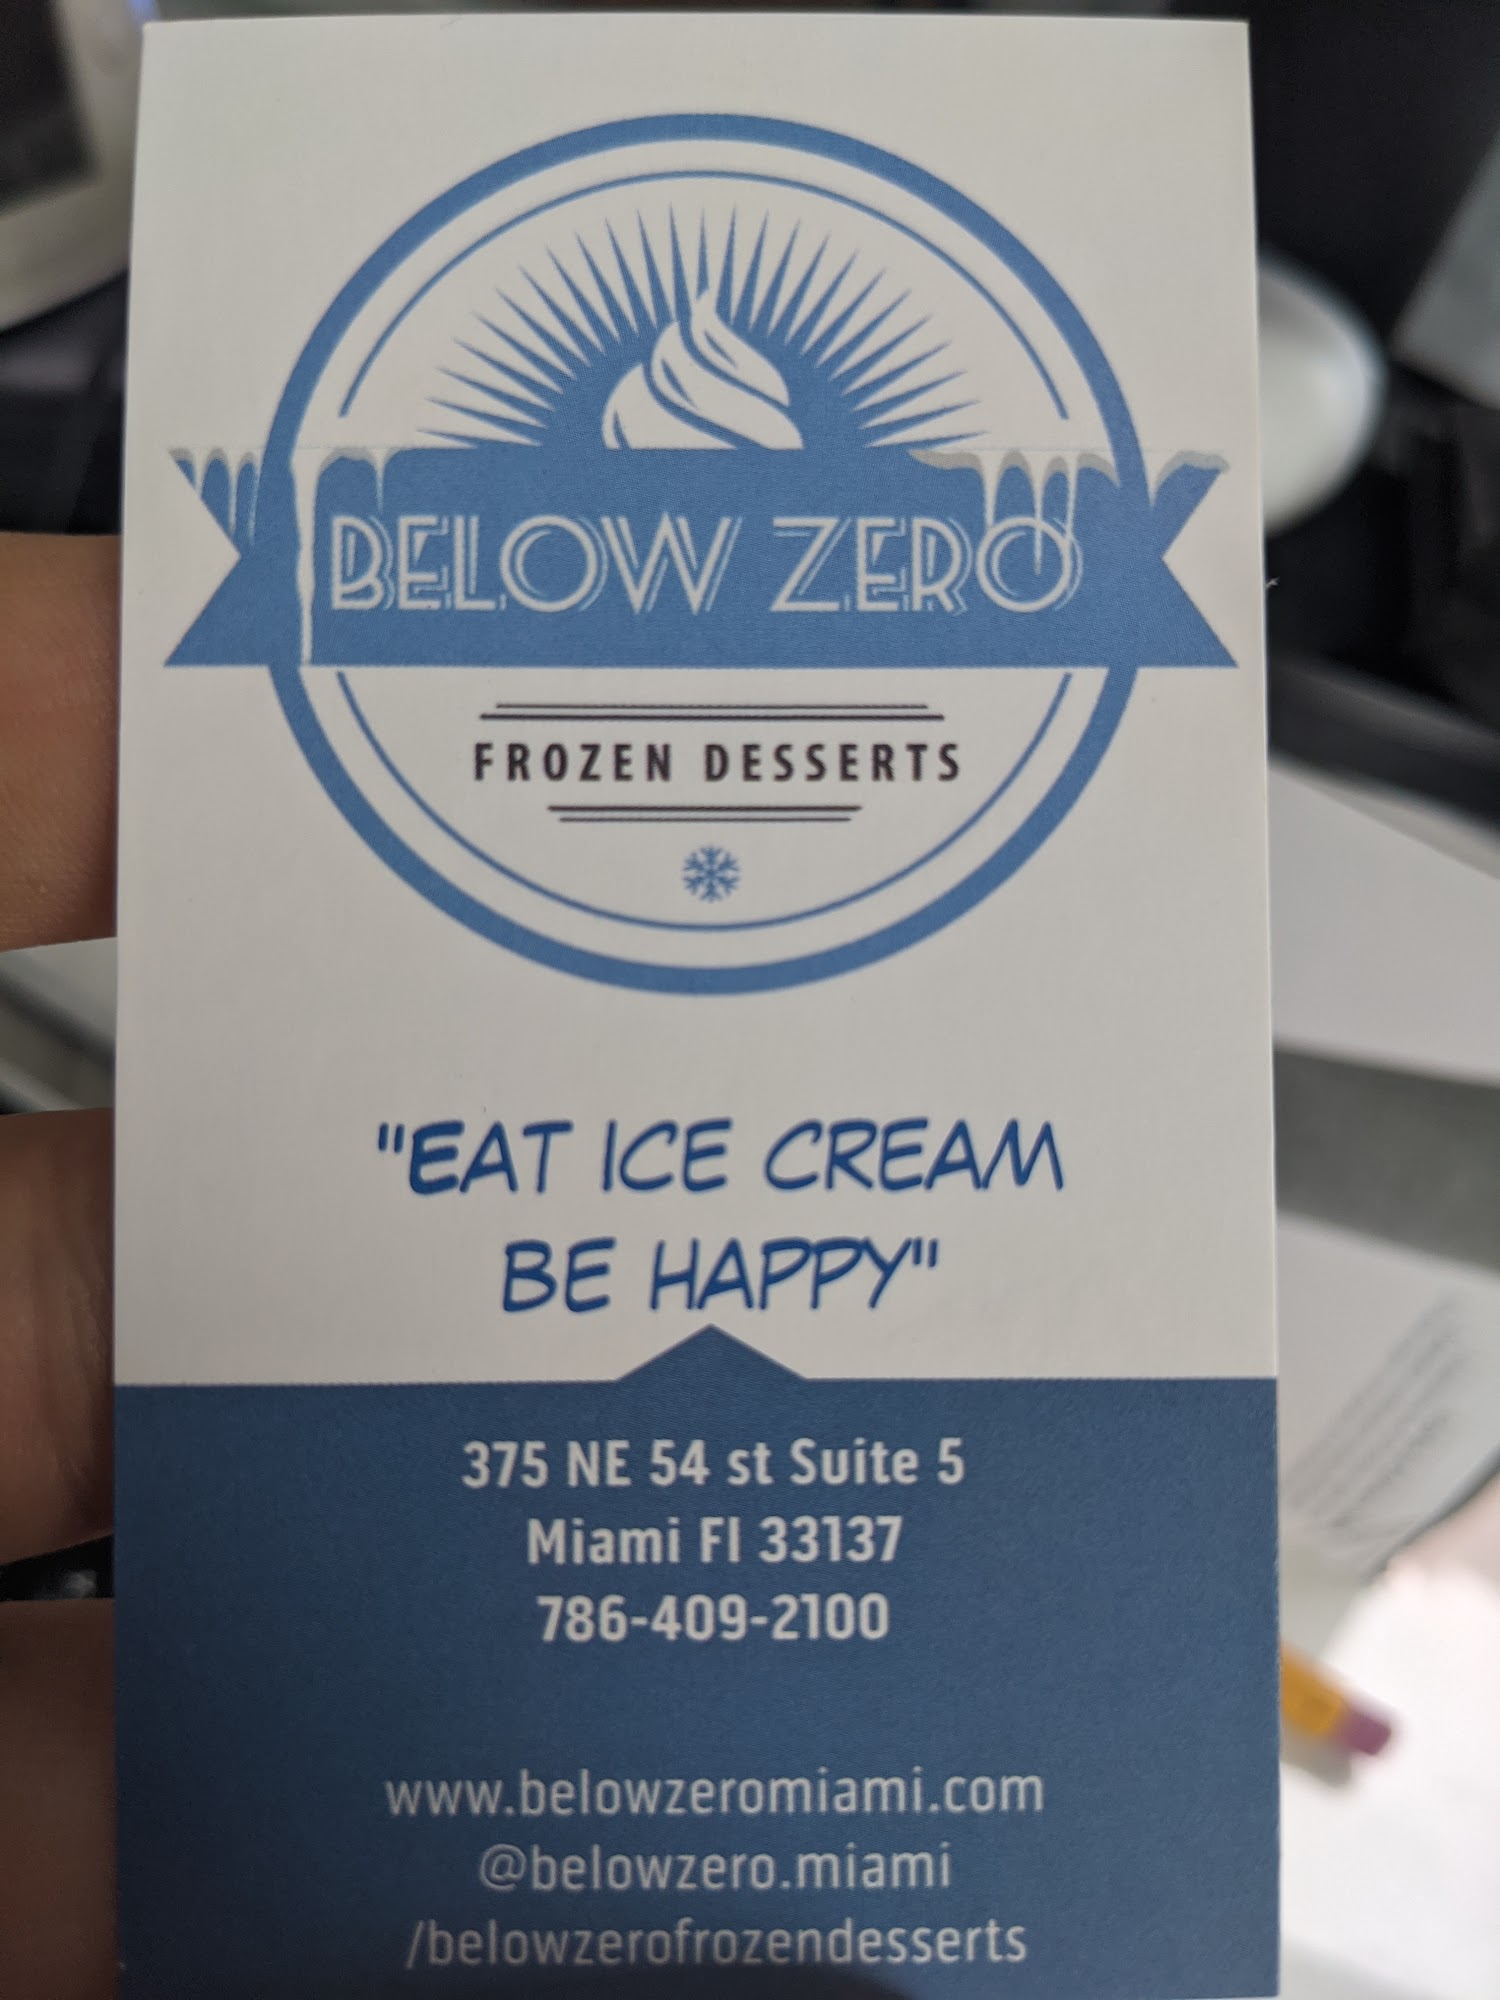 BELOW ZERO
FROZEN DESSERTS
"EAT ICE CREAM
BE HAPPY"
375 NE 54 st Suite 5
Miami Fl 33137
786-409-2100
www.belowzeromiami.com
@belowzero.miami
/belowzerofrozendesserts